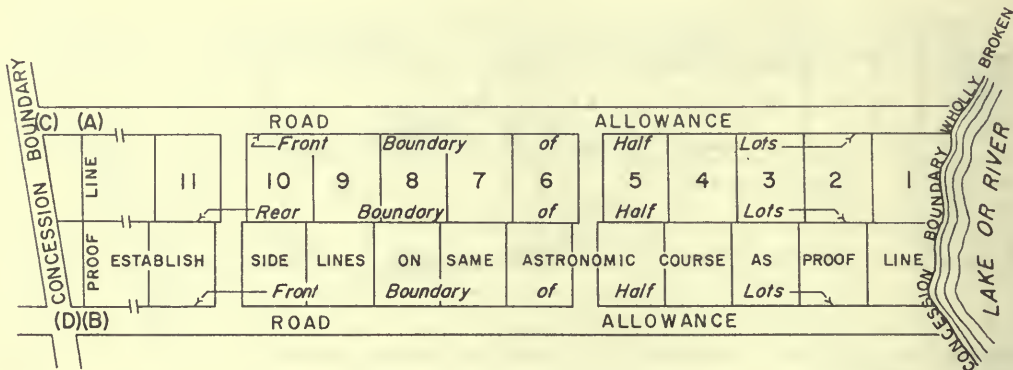 CONCESSION BOUNDARY
(C) (A) ROAD ALLOWANCE
Front Boundary of Half Lots
LINE 11 10 9 8 7 6 5 4 3 2 1
Rear Boundary of Half Lots
PROOF ESTABLISH SIDE LINES ON SAME ASTRONOMIC COURSE AS PROOF LINE
Front Boundary of Half Lots
(D) (B) ROAD ALLOWANCE
CONCESSION BOUNDARY WHOLLY BROKEN
LAKE OR RIVER